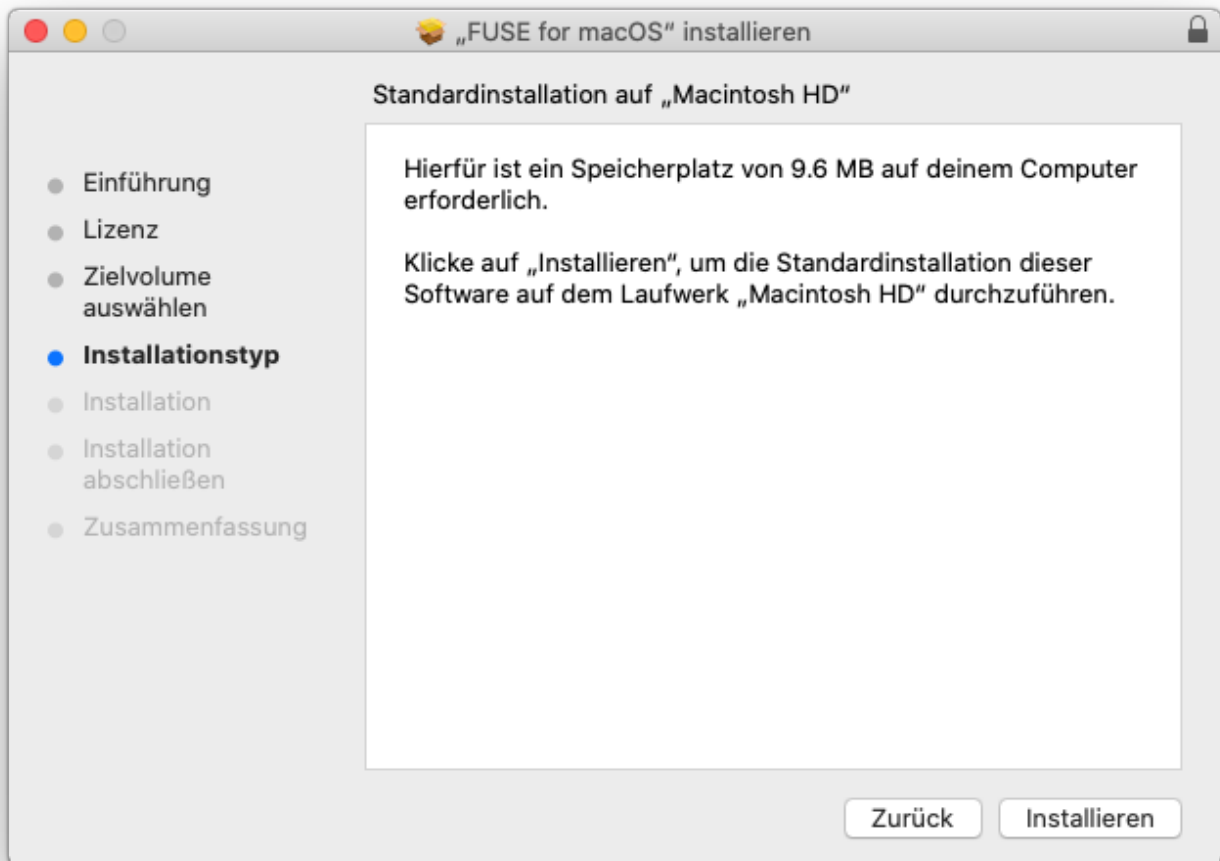 „FUSE for macOS“ installieren
Standardinstallation auf „Macintosh HD“
Einführung
Lizenz
Zielvolume
auswählen
Installationstyp
Installation
Installation
abschließen
Zusammenfassung
Hierfür ist ein Speicherplatz von 9.6 MB auf deinem Computer
erforderlich.
Klicke auf „Installieren“, um die Standardinstallation dieser
Software auf dem Laufwerk „Macintosh HD“ durchzuführen.
Zurück
Installieren